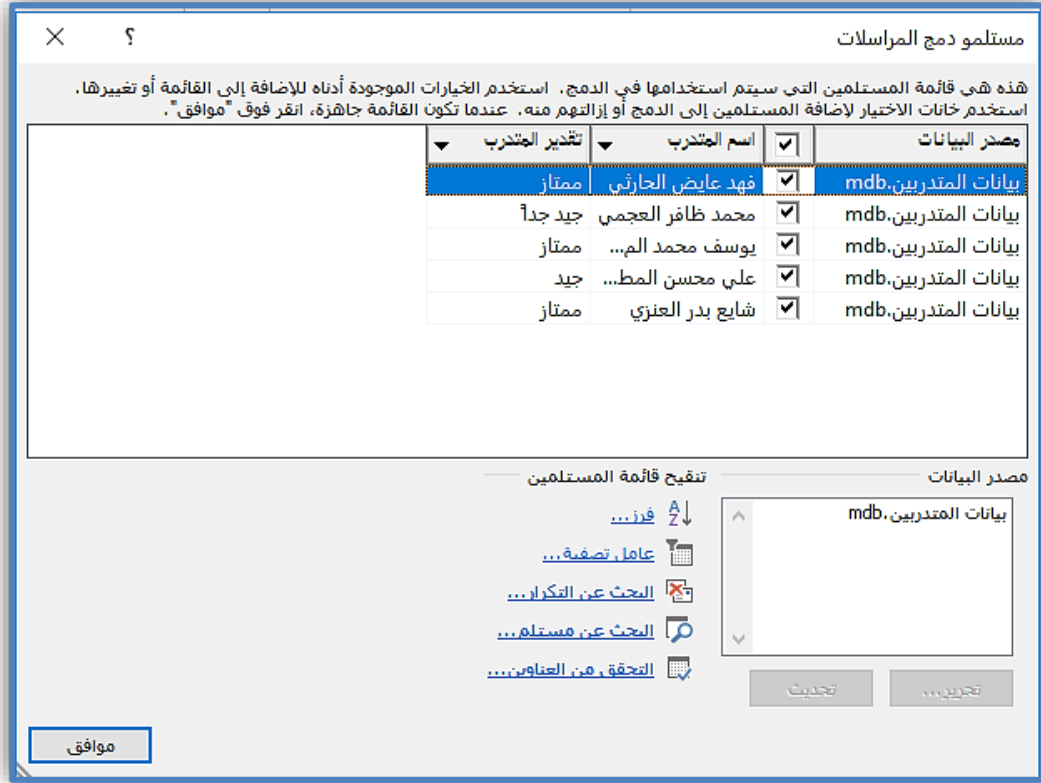 مستلمو دمج المراسلات ؟
هذه هي قائمة المستلمين التي سيتم استخدامها في الدمج. استخدم الخيارات الموجودة أدناه للإضافة إلى القائمة أو تغييرها.
استخدم خانات الاختيار لإضافة المستلمين إلى الدمج أو إزالتهم منه. عندما تكون القائمة جاهزة، انقر فوق "موافق".
مصدر البيانات اسم المتدرب تقدير المتدرب
بيانات المتدربين.mdb فهد عايض الحارثي ممتاز
بيانات المتدربين.mdb محمد ظافر العجمي جيد جداً
بيانات المتدربين.mdb يوسف محمد الم... ممتاز
بيانات المتدربين.mdb علي محسن المط... جيد
بيانات المتدربين.mdb شايع بدر العنزي ممتاز
مصدر البيانات
بيانات المتدربين.mdb
تحرير... تحديث
تنقيح قائمة المستلمين
فرز...
عامل تصفية...
البحث عن التكرار...
البحث عن مستلم...
التحقق من العناوين...
موافق